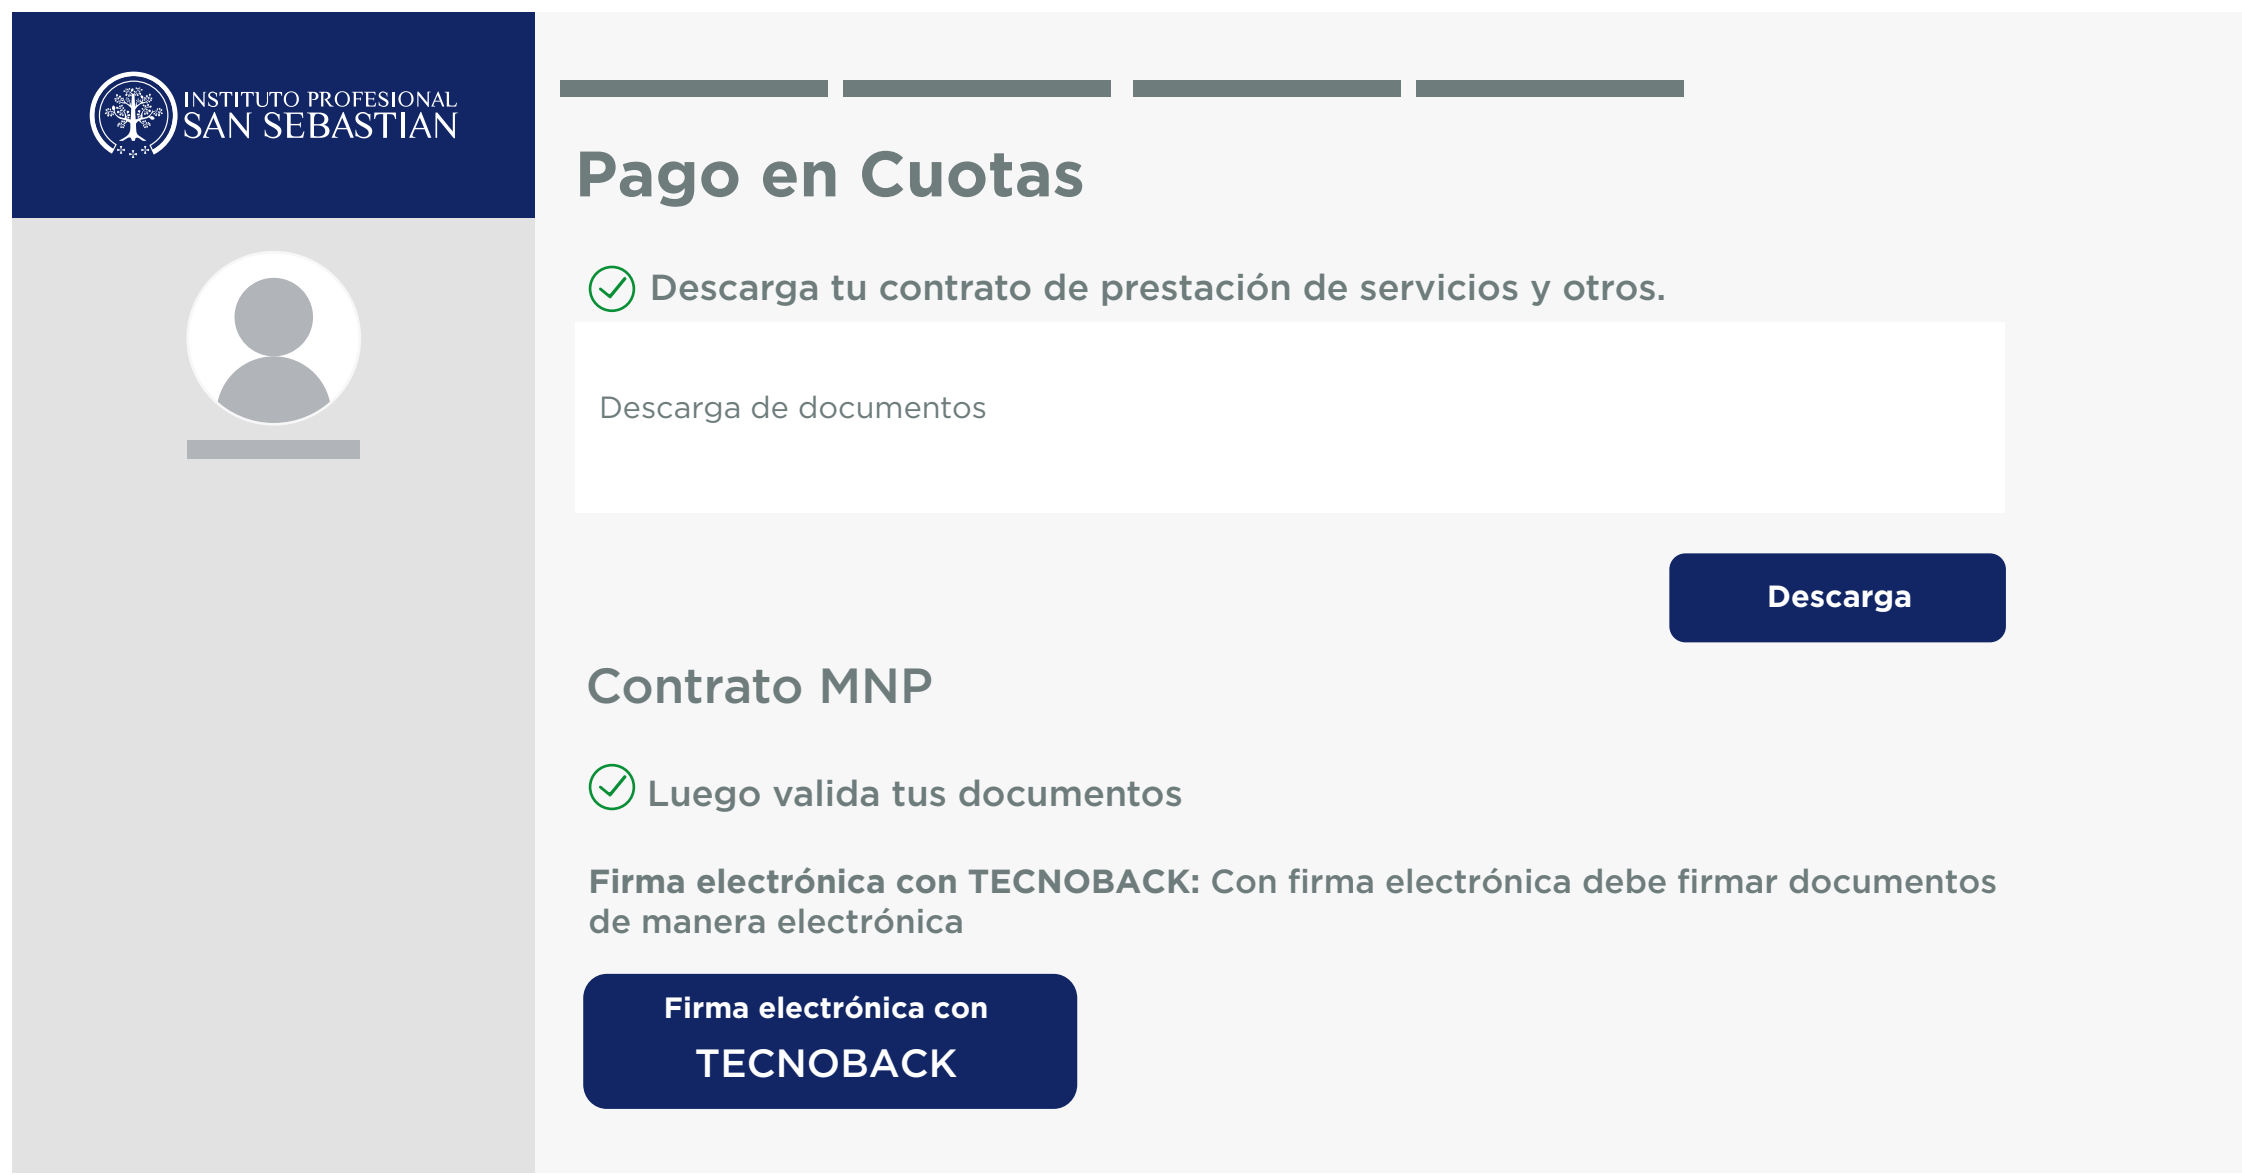 INSTITUTO PROFESIONAL
SAN SEBASTIAN
Pago en Cuotas
Descarga tu contrato de prestación de servicios y otros.
Descarga de documentos
Descarga
Contrato MNP
Luego valida tus documentos
Firma electrónica con TECNOBACK: Con firma electrónica debe firmar documentos
de manera electrónica
Firma electrónica con
TECNOBACK